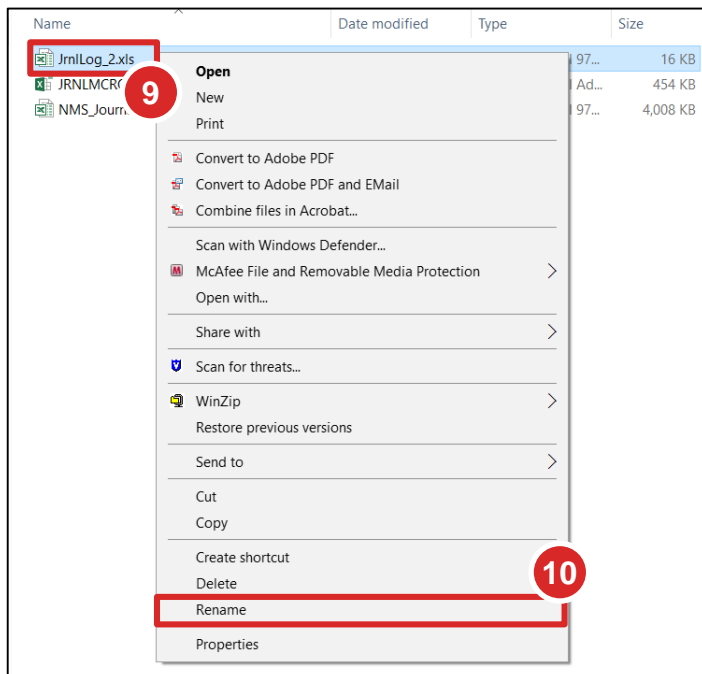 Name Date modified Type Size
JrnlLog_2.xls 97... 16 KB
9
JRNLMCRO Ad... 454 KB
NMS_Journ 97... 4,008 KB
Open
New
Print
Convert to Adobe PDF
Convert to Adobe PDF and EMail
Combine files in Acrobat...
Scan with Windows Defender...
McAfee File and Removable Media Protection
Open with...
Share with
Scan for threats...
WinZip
Restore previous versions
Send to
Cut
Copy
Create shortcut
10
Delete
Rename
Properties